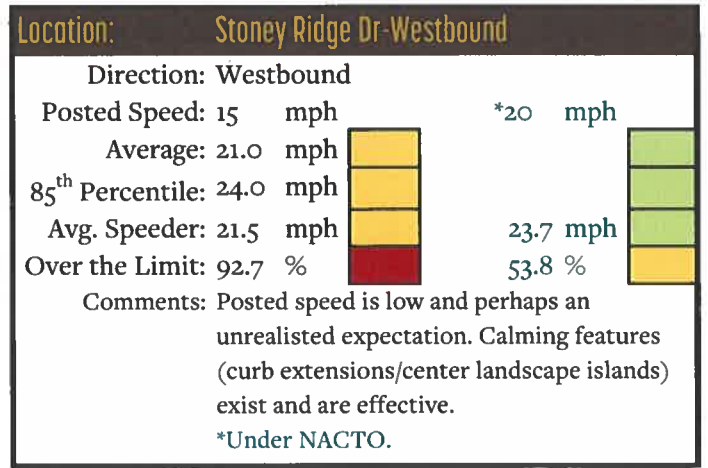 Location: Stoney Ridge Dr-Westbound
Direction: Westbound
Posted Speed: 15 mph *20 mph
Average: 21.0 mph
85th Percentile: 24.0 mph
Avg. Speeder: 21.5 mph 23.7 mph
Over the Limit: 92.7 % 53.8 %
Comments: Posted speed is low and perhaps an
unrealisted expectation. Calming features
(curb extensions/center landscape islands)
exist and are effective.
*Under NACTO.